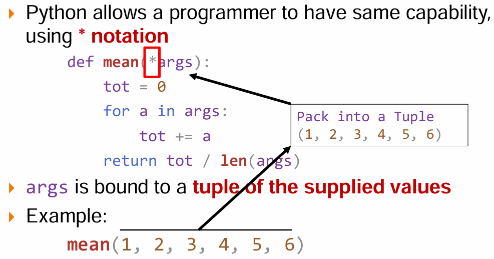 Python allows a programmer to have same capability,
using * notation
def mean(*args):
tot = 0
for a in args:
tot += a
return tot / len(args)
Pack into a Tuple
(1, 2, 3, 4, 5, 6)
args is bound to a tuple of the supplied values
Example:
mean(1, 2, 3, 4, 5, 6)